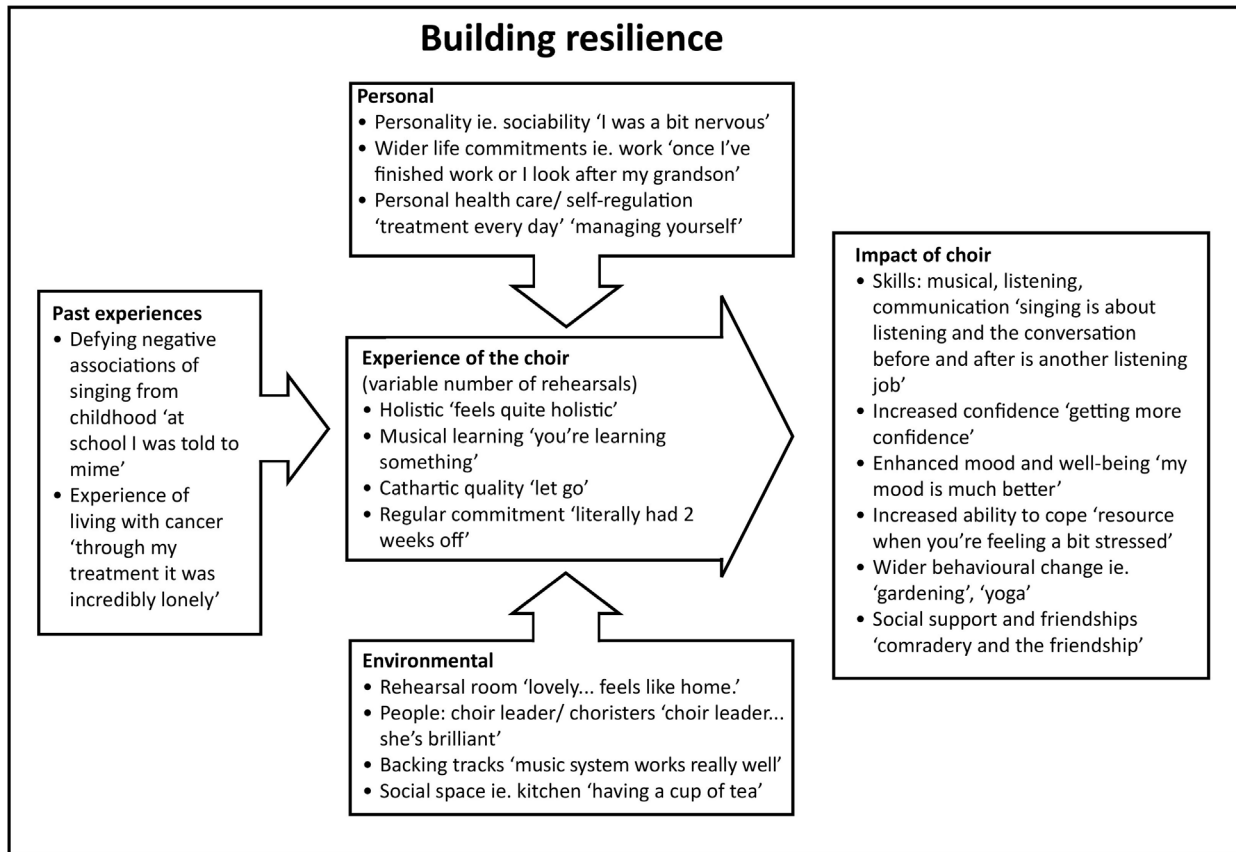 Building resilience
Personal
• Personality ie. sociability ‘I was a bit nervous’
• Wider life commitments ie. work ‘once I’ve
finished work or I look after my grandson’
• Personal health care/ self-regulation
‘treatment every day’ ‘managing yourself’
Past experiences
• Defying negative
associations of
singing from
childhood ‘at
school I was told to
mime’
• Experience of
living with cancer
‘through my
treatment it was
incredibly lonely’
Experience of the choir
(variable number of rehearsals)
• Holistic ‘feels quite holistic’
• Musical learning ‘you’re learning
something’
• Cathartic quality ‘let go’
• Regular commitment ‘literally had 2
weeks off’
Environmental
• Rehearsal room ‘lovely... feels like home.’
• People: choir leader/ choristers ‘choir leader...
she’s brilliant’
• Backing tracks ‘music system works really well’
• Social space ie. kitchen ‘having a cup of tea’
Impact of choir
• Skills: musical, listening,
communication ‘singing is about
listening and the conversation
before and after is another listening
job’
• Increased confidence ‘getting more
confidence’
• Enhanced mood and well-being ‘my
mood is much better’
• Increased ability to cope ‘resource
when you’re feeling a bit stressed’
• Wider behavioural change ie.
‘gardening’, ‘yoga’
• Social support and friendships
‘comradery and the friendship’